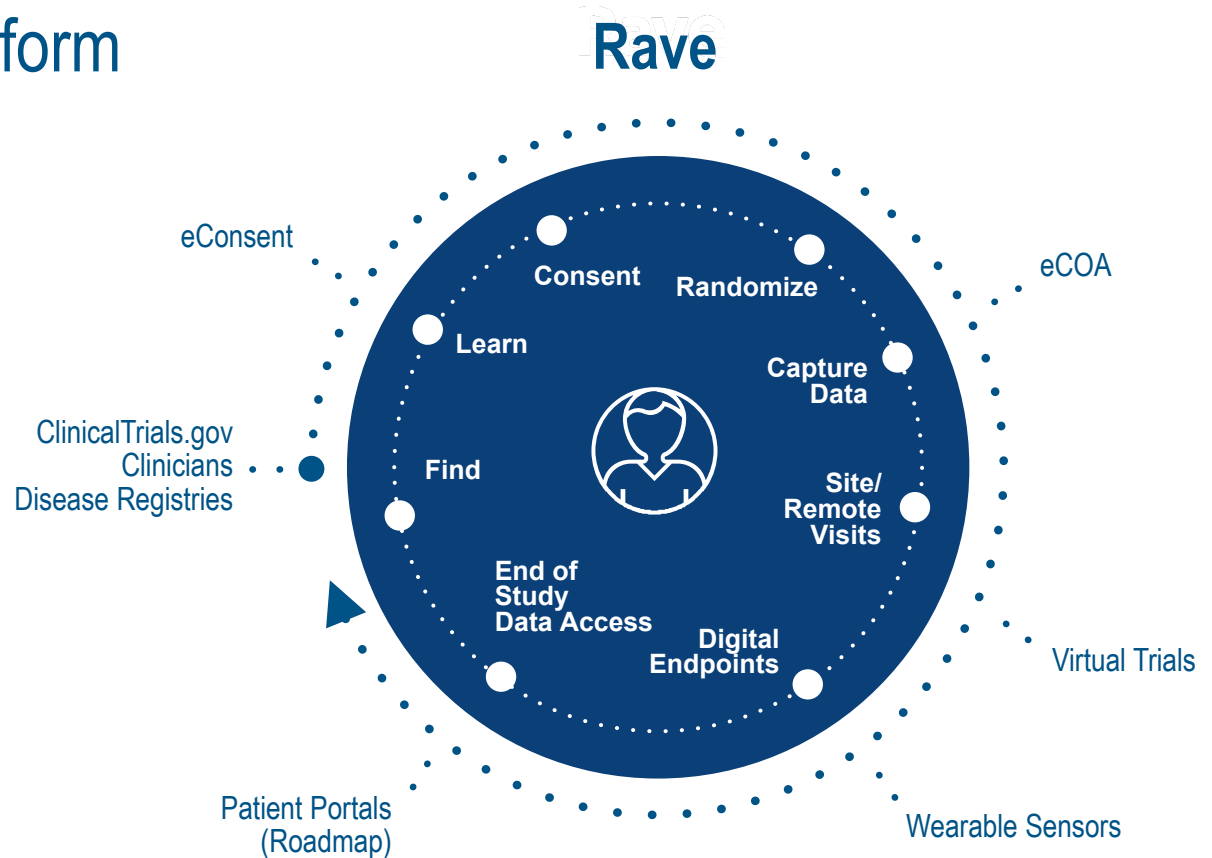 form
Rave
eConsent
eCOA
Consent
Randomize
Learn
Capture
Data
ClinicalTrials.gov
Clinicians
Disease Registries
Find
Site/
Remote
Visits
End of
Study
Data Access
Digital
Endpoints
Virtual Trials
Patient Portals
(Roadmap)
Wearable Sensors